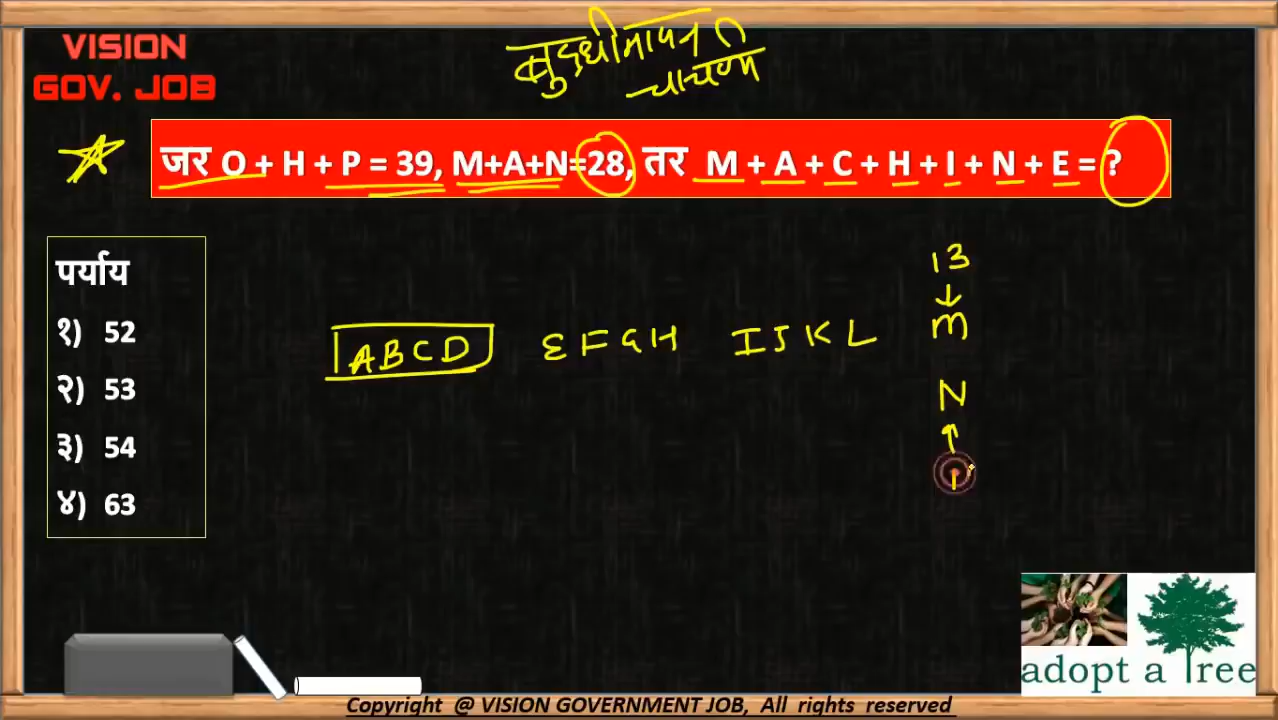 बुद्धीमापन
चाचणी
VISION
GOV. JOB
जर O + H + P = 39, M+A+N=28, तर M + A + C + H + I + N + E = ?
पर्याय
१) 52
२) 53
३) 54
४) 63
13
ABCD EFGH IJKL M
N
1
adopt a Tree
Copyright @ VISION GOVERNMENT JOB, All rights reserved